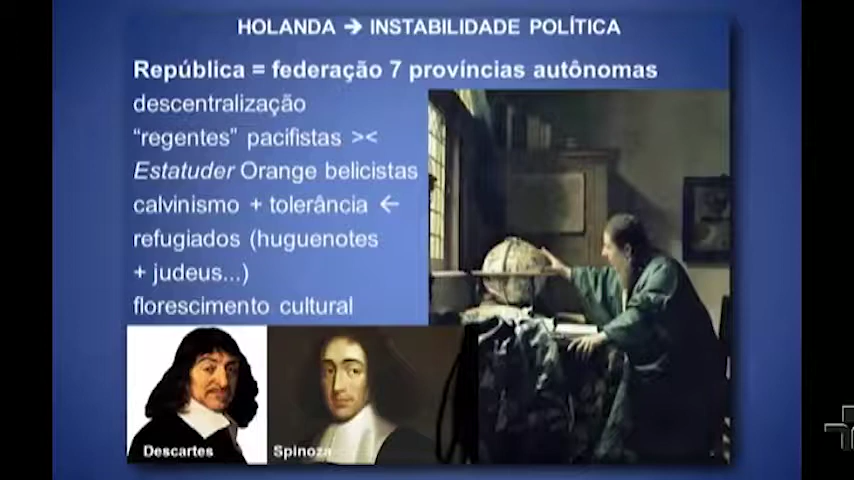 HOLANDA ➔ INSTABILIDADE POLÍTICA
República = federação 7 províncias autônomas
descentralização
“regentes” pacifistas ><
Estatuder Orange belicistas
calvinismo + tolerância ←
refugiados (huguenotes
+ judeus...)
florescimento cultural
Descartes
Spinoza